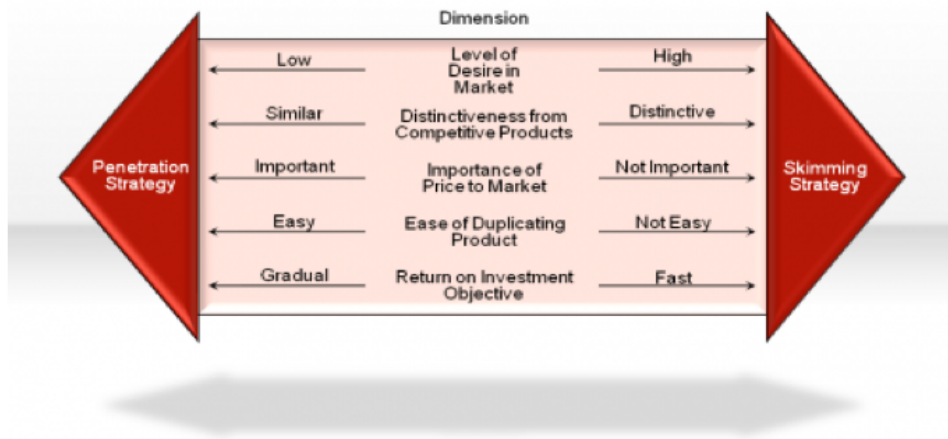 Dimension
Low
Level of
Desire in
Market
High
Similar
Distinctiveness from
Competitive Products
Distinctive
Penetration
Strategy
Important
Importance of
Price to Market
Not Important
Skimming
Strategy
Easy
Ease of Duplicating
Product
Not Easy
Gradual
Return on Investment
Objective
Fast